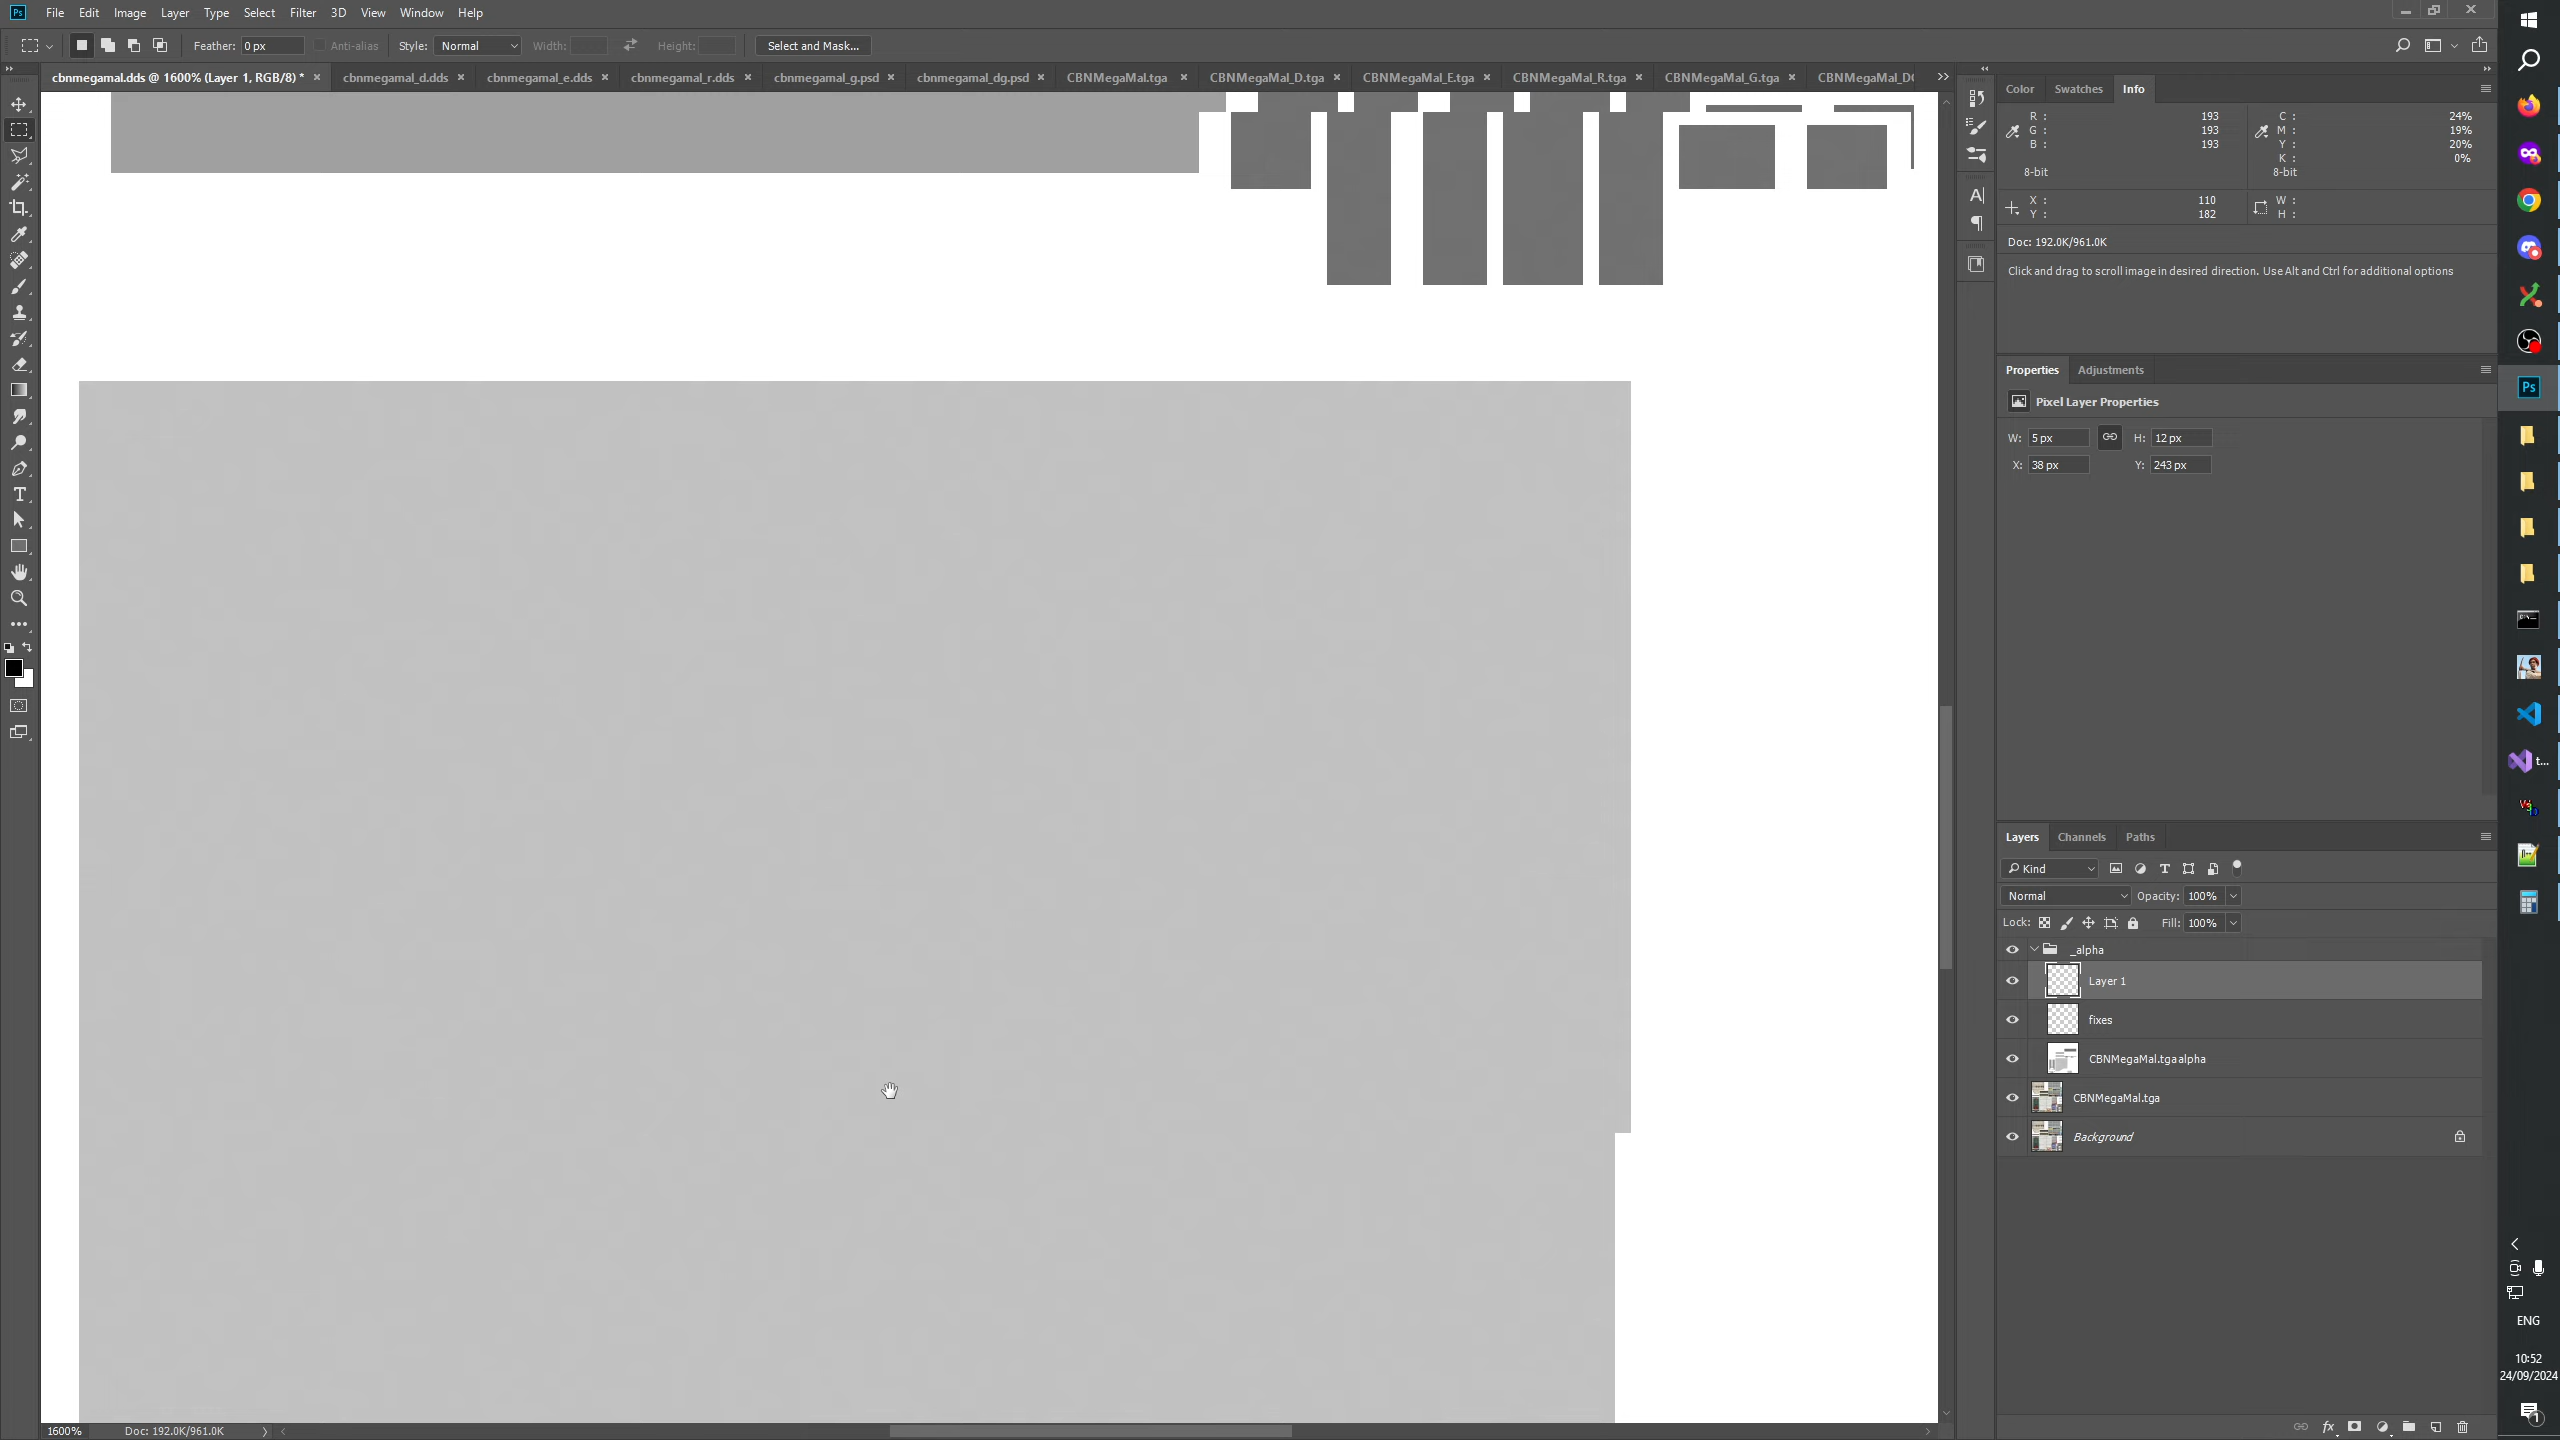 Ps File Edit Image Layer Type Select Filter 3D View Window Help
Feather: 0 px Anti-alias Style: Normal Width: Height: Select and Mask...
cbnmegamal.dds @ 1600% (Layer 1, RGB/8) * × cbnmegamal_d.dds × cbnmegamal_e.dds × cbnmegamal_r.dds × cbnmegamal_g.psd × cbnmegamal_dg.psd × CBNMegaMal.tga × CBNMegaMal_D.tga × CBNMegaMal_E.tga × CBNMegaMal_R.tga × CBNMegaMal_G.tga ×
Color Swatches Info
R : 193 C : 24%
G : 193 M : 19%
B : 193 Y : 20%
K : 0%
8-bit 8-bit
X : 110 W :
Y : 182 H :
Doc: 192.0K/961.0K
Click and drag to scroll image in desired direction. Use Alt and Ctrl for additional options
Properties Adjustments
Pixel Layer Properties
W: 5 px H: 12 px
X: 38 px Y: 243 px
Layers Channels Paths
Kind
Normal Opacity: 100%
Lock: Fill: 100%
_alpha
Layer 1
fixes
CBNMegaMal.tga alpha
CBNMegaMal.tga
Background
1600% Doc: 192.0K/961.0K
Ps
t...
ENG
10:52
24/09/2024
1